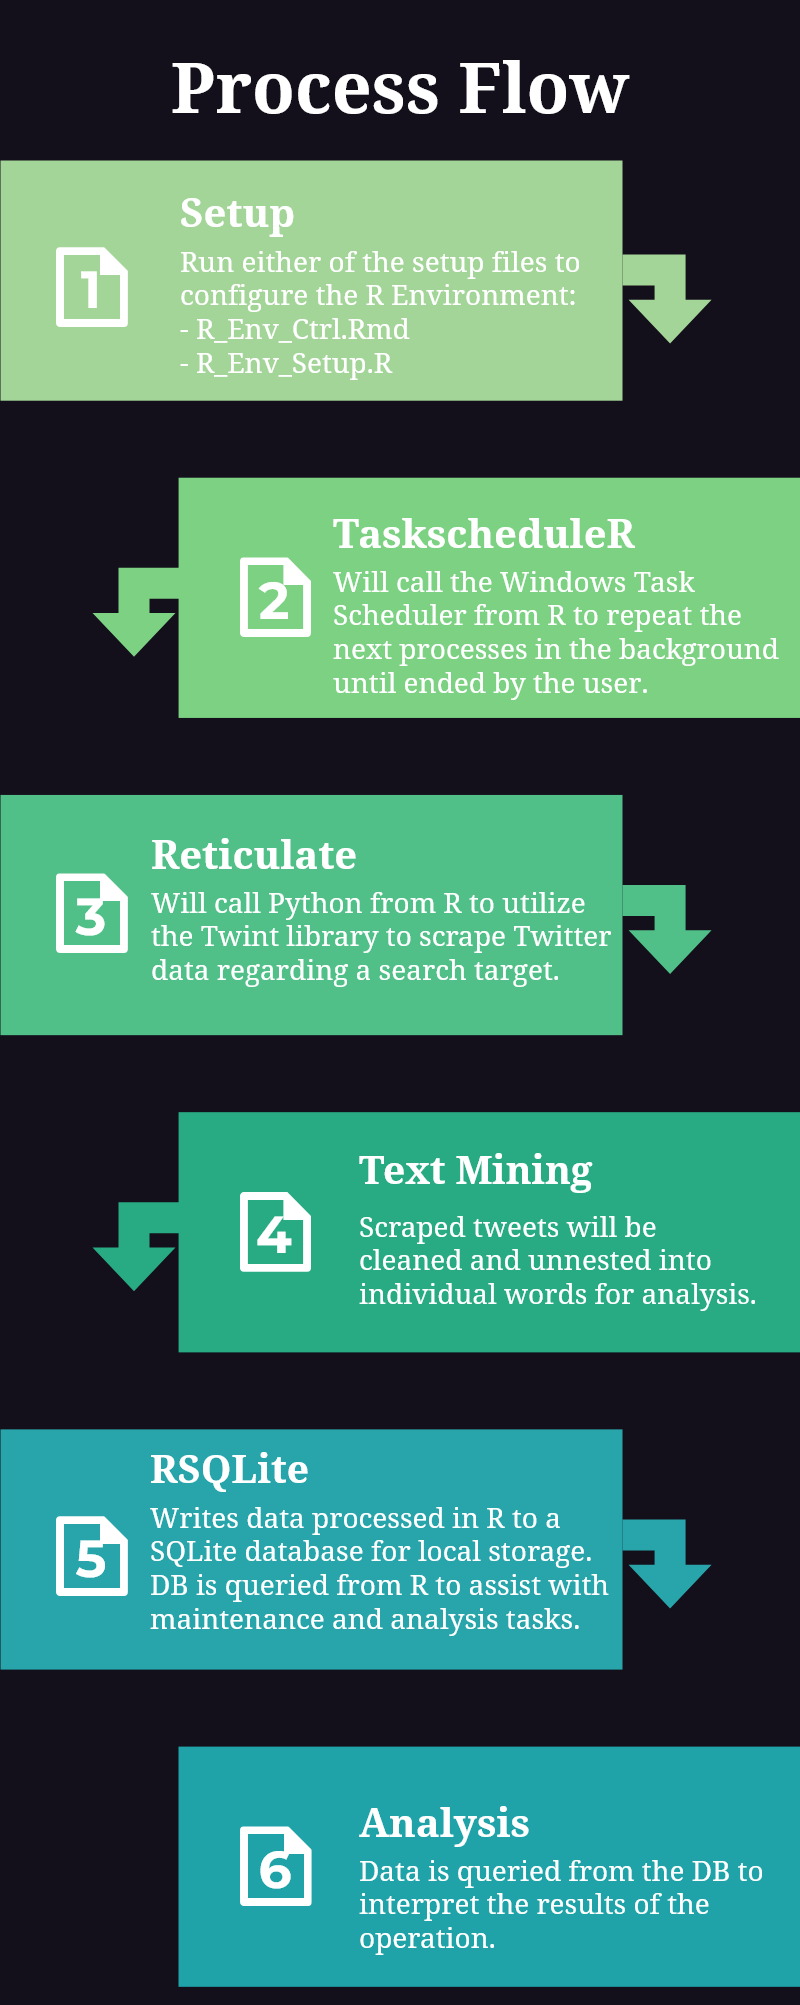 Process Flow
1
Setup
Run either of the setup files to
configure the R Environment:
- R_Env_Ctrl.Rmd
- R_Env_Setup.R
2
TaskscheduleR
Will call the Windows Task
Scheduler from R to repeat the
next processes in the background
until ended by the user.
3
Reticulate
Will call Python from R to utilize
the Twint library to scrape Twitter
data regarding a search target.
4
Text Mining
Scraped tweets will be
cleaned and unnested into
individual words for analysis.
5
RSQLite
Writes data processed in R to a
SQLite database for local storage.
DB is queried from R to assist with
maintenance and analysis tasks.
6
Analysis
Data is queried from the DB to
interpret the results of the
operation.